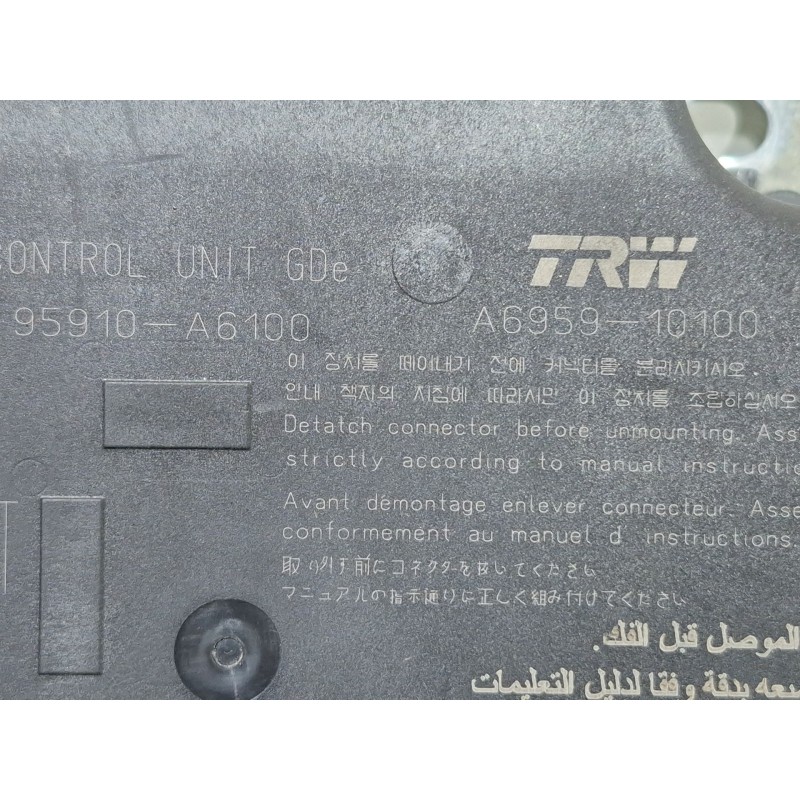 CONTROL UNIT GDe
TRW
95910-A6100
A6959-10100
이 장치를 떼어내기 전에 커넥터를 분리시키시오.
안내 책자의 지침에 따라서만 이 장치를 조립하십시오
Detatch connector before unmounting. Ass
strictly according to manual instructio
Avant démontage enlever connecteur. Asse
conformement au manuel d' instructions.
取り外す前にコネクターを抜いてください
マニュアルの指示通りに正しく組み付けてください
الموصل قبل الفك.
بدقة وفقا لدليل التعليمات